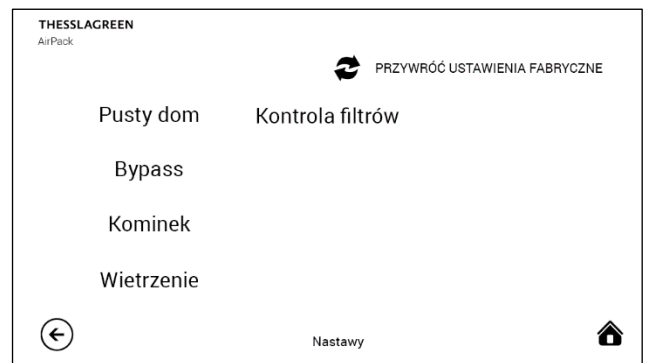 THESSLAGREEN
AirPack
PRZYWRÓĆ USTAWIENIA FABRYCZNE
Pusty dom
Kontrola filtrów
Bypass
Kominek
Wietrzenie
Nastawy